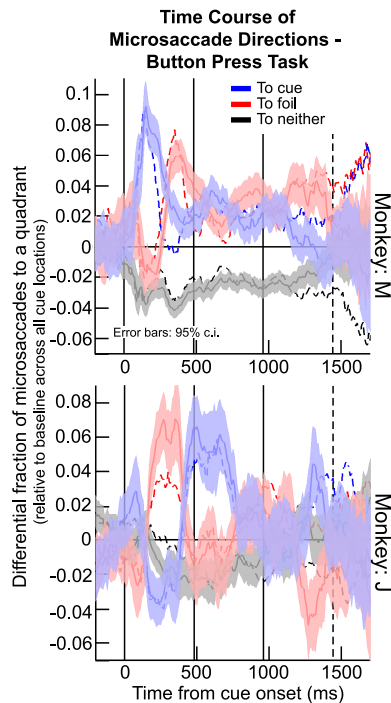 Time Course of
Microsaccade Directions -
Button Press Task
Differential fraction of microsaccades to a quadrant
(relative to baseline across all cue locations)
To cue
To foil
To neither
0.1
0.08
0.06
0.04
0.02
0
-0.02
-0.04
-0.06
Error bars: 95% c.i.
0 500 1000 1500
Monkey: M
0.08
0.04
0.02
0
-0.02
-0.06
0 500 1000 1500
Monkey: J
Time from cue onset (ms)